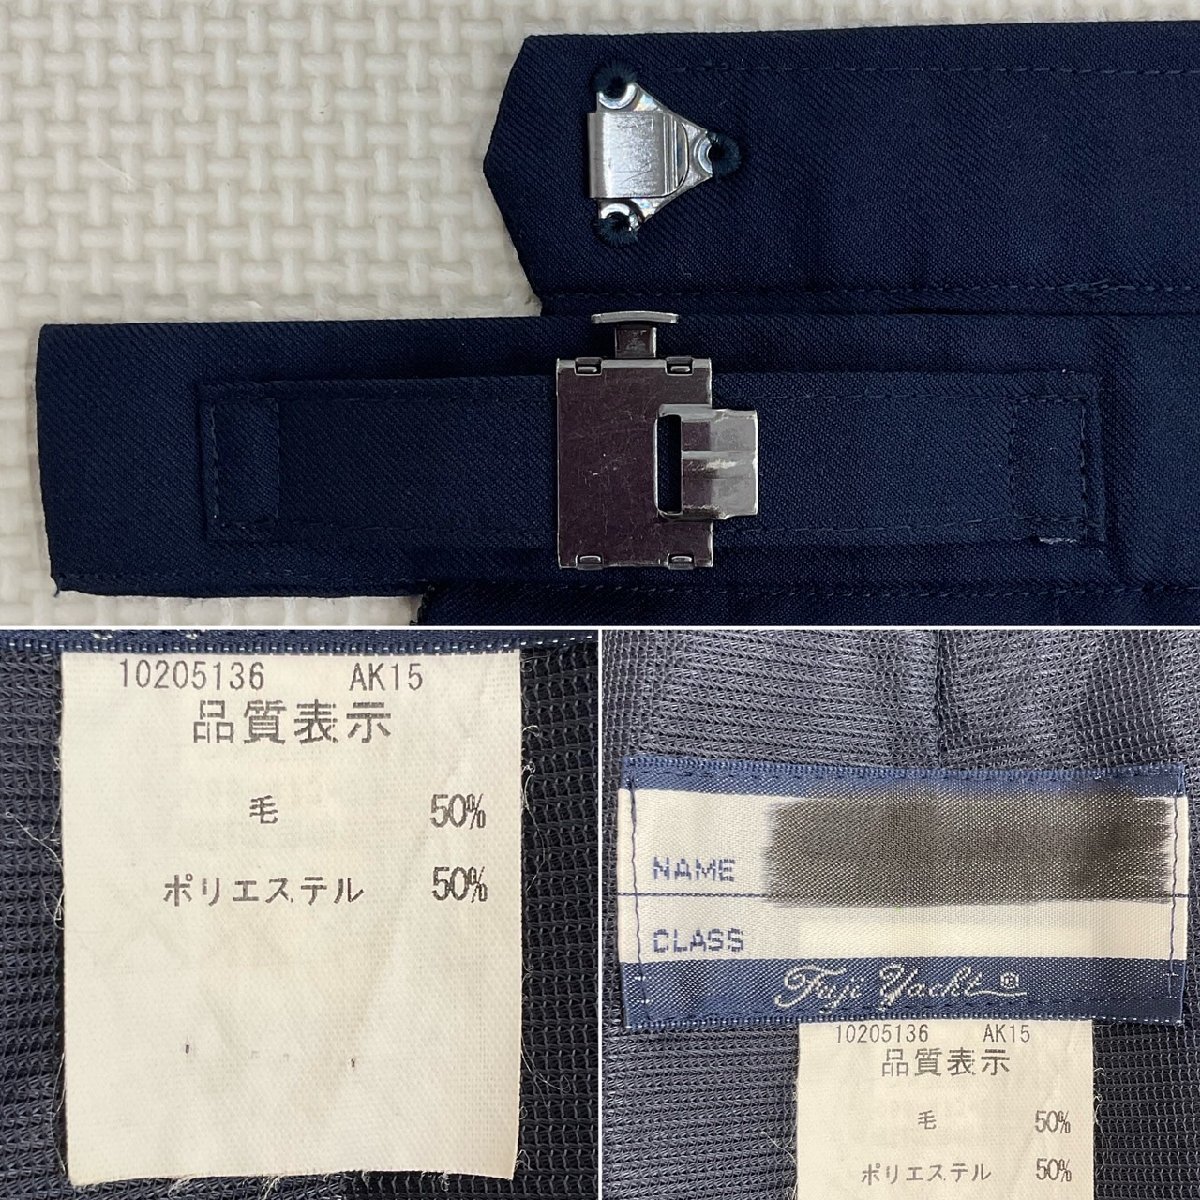 10205136 AK15
品質表示
毛 50%
ポリエステル 50%
NAME
CLASS
Fuji Yacht®
10205136 AK15
品質表示
毛 50%
ポリエステル 50%